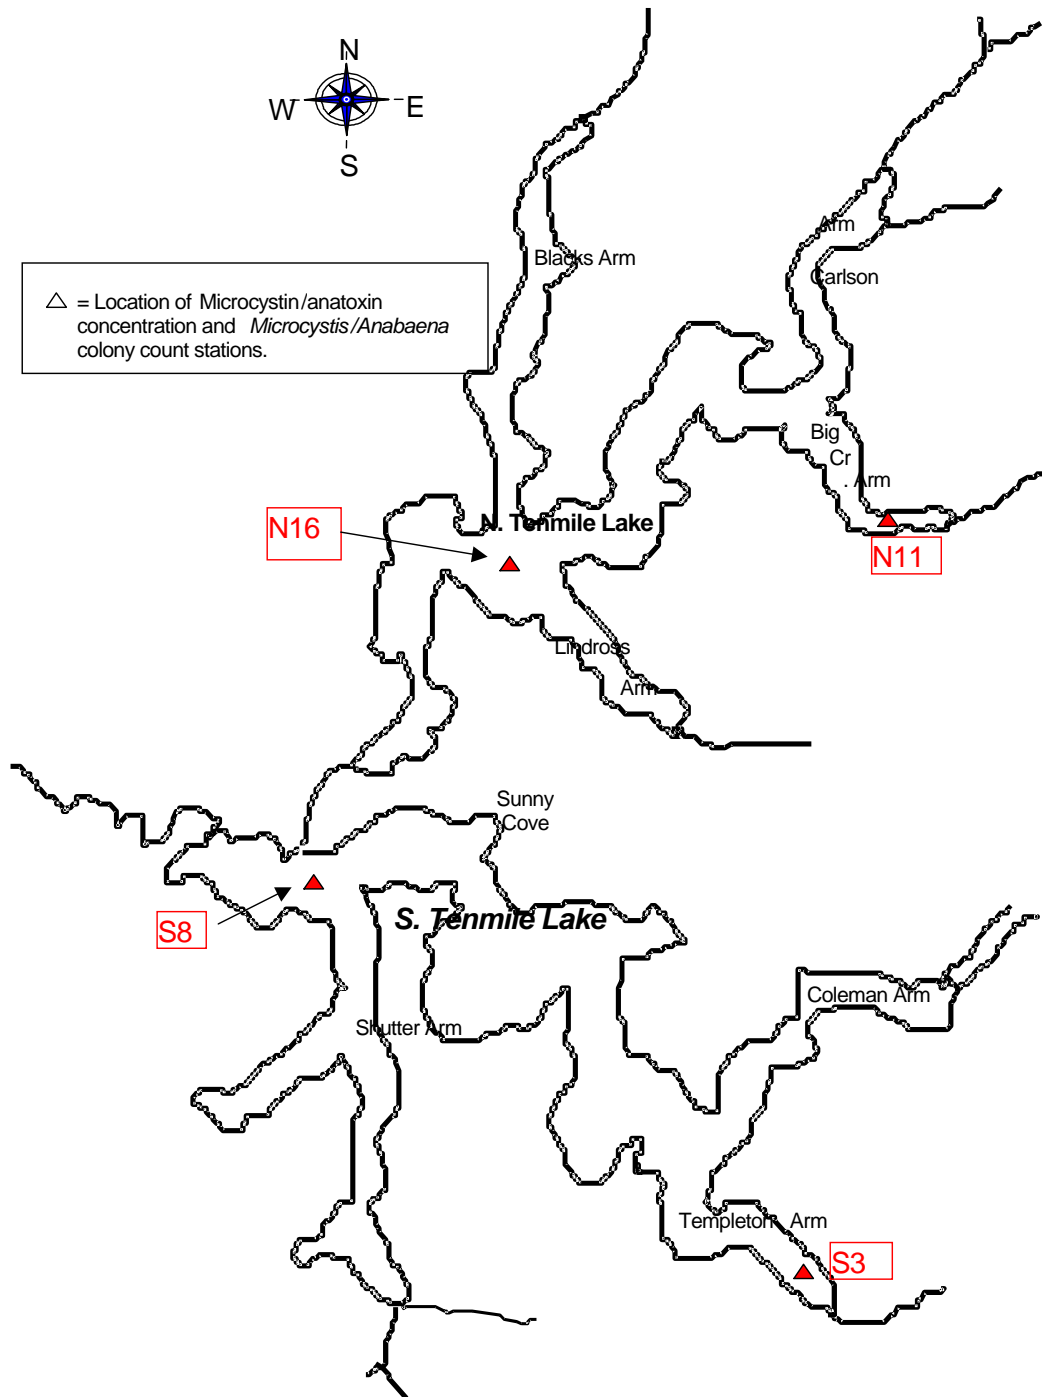 N
W E
S
Arm
Blacks Arm
Carlson
= Location of Microcystin/anatoxin
concentration and Microcystis/Anabaena
colony count stations.
Big
Cr
. Arm
N16
N. Tenmile Lake
N11
Lindross
Arm
Sunny
Cove
S8
S. Tenmile Lake
Coleman Arm
Shutter Arm
Templeton Arm
S3